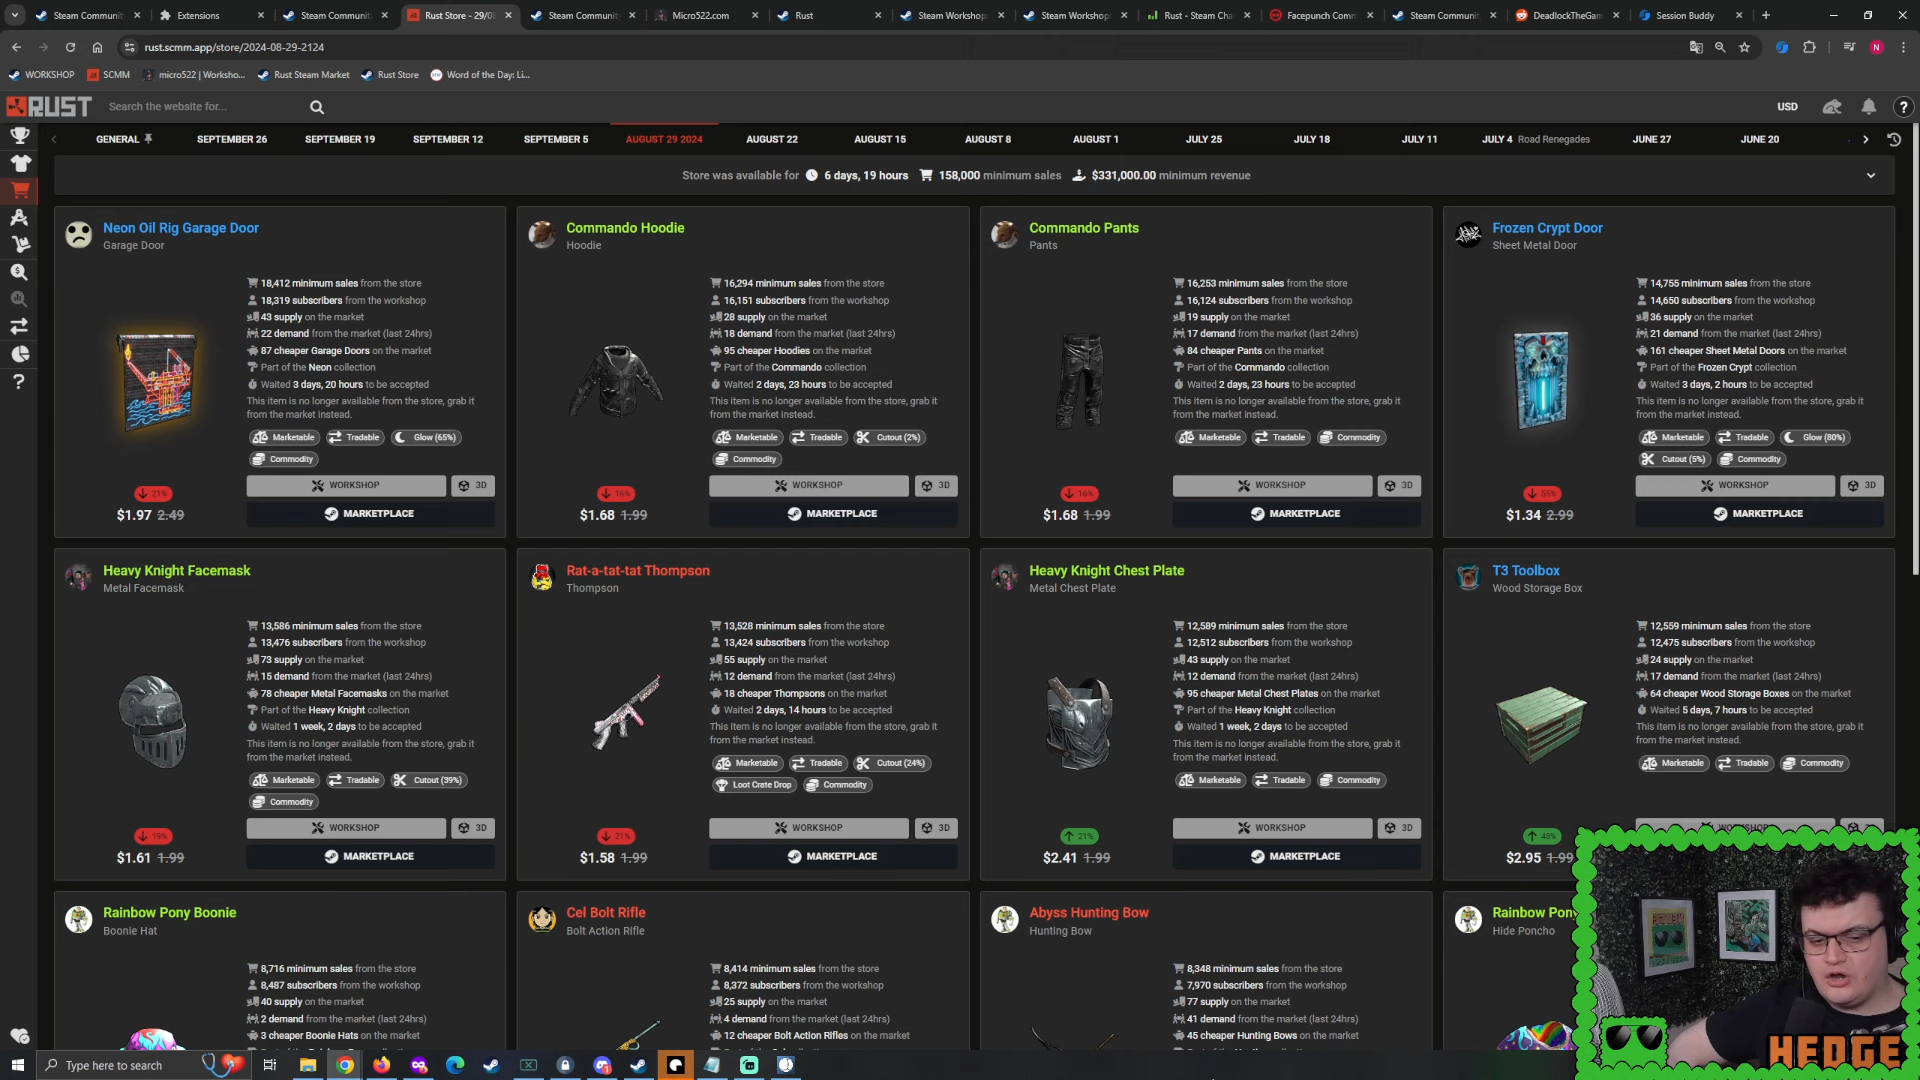 Steam Communit
Extensions
Steam Communit
Rust Store - 29/0
Steam Communit
Micro522.com
Rust
Steam Workshop
Steam Workshop
Rust - Steam Cha
Facepunch Comm
Steam Communit
DeadlockTheGam
Session Buddy
rust.scmm.app/store/2024-08-29-2124
N
WORKSHOP
SCMM
micro522 | Worksho...
Rust Steam Market
Rust Store
Word of the Day: Li...
RUST
Search the website for...
USD
GENERAL
SEPTEMBER 26
SEPTEMBER 19
SEPTEMBER 12
SEPTEMBER 5
AUGUST 29 2024
AUGUST 22
AUGUST 15
AUGUST 8
AUGUST 1
JULY 25
JULY 18
JULY 11
JULY 4 Road Renegades
JUNE 27
JUNE 20
Store was available for 6 days, 19 hours 158,000 minimum sales $331,000.00 minimum revenue
Neon Oil Rig Garage Door
Garage Door
18,412 minimum sales from the store
18,319 subscribers from the workshop
43 supply on the market
22 demand from the market (last 24hrs)
87 cheaper Garage Doors on the market
Part of the Neon collection
Waited 3 days, 20 hours to be accepted
This item is no longer available from the store, grab it
from the market instead.
Marketable
Tradable
Glow (65%)
Commodity
21%
$1.97 2.49
WORKSHOP
3D
MARKETPLACE
Commando Hoodie
Hoodie
16,294 minimum sales from the store
16,151 subscribers from the workshop
28 supply on the market
18 demand from the market (last 24hrs)
95 cheaper Hoodies on the market
Part of the Commando collection
Waited 2 days, 23 hours to be accepted
This item is no longer available from the store, grab it
from the market instead.
Marketable
Tradable
Cutout (2%)
Commodity
16%
$1.68 1.99
WORKSHOP
3D
MARKETPLACE
Commando Pants
Pants
16,253 minimum sales from the store
16,124 subscribers from the workshop
19 supply on the market
17 demand from the market (last 24hrs)
84 cheaper Pants on the market
Part of the Commando collection
Waited 2 days, 23 hours to be accepted
This item is no longer available from the store, grab it
from the market instead.
Marketable
Tradable
Commodity
16%
$1.68 1.99
WORKSHOP
3D
MARKETPLACE
Frozen Crypt Door
Sheet Metal Door
14,755 minimum sales from the store
14,650 subscribers from the workshop
36 supply on the market
21 demand from the market (last 24hrs)
161 cheaper Sheet Metal Doors on the market
Part of the Frozen Crypt collection
Waited 3 days, 2 hours to be accepted
This item is no longer available from the store, grab it
from the market instead.
Marketable
Tradable
Glow (80%)
Cutout (5%)
Commodity
55%
$1.34 2.99
WORKSHOP
3D
MARKETPLACE
Heavy Knight Facemask
Metal Facemask
13,586 minimum sales from the store
13,476 subscribers from the workshop
73 supply on the market
15 demand from the market (last 24hrs)
78 cheaper Metal Facemasks on the market
Part of the Heavy Knight collection
Waited 1 week, 2 days to be accepted
This item is no longer available from the store, grab it
from the market instead.
Marketable
Tradable
Cutout (39%)
Commodity
19%
$1.61 1.99
WORKSHOP
3D
MARKETPLACE
Rat-a-tat-tat Thompson
Thompson
13,528 minimum sales from the store
13,424 subscribers from the workshop
55 supply on the market
12 demand from the market (last 24hrs)
18 cheaper Thompsons on the market
Waited 2 days, 14 hours to be accepted
This item is no longer available from the store, grab it
from the market instead.
Marketable
Tradable
Cutout (24%)
Loot Crate Drop
Commodity
21%
$1.58 1.99
WORKSHOP
3D
MARKETPLACE
Heavy Knight Chest Plate
Metal Chest Plate
12,589 minimum sales from the store
12,512 subscribers from the workshop
43 supply on the market
12 demand from the market (last 24hrs)
95 cheaper Metal Chest Plates on the market
Part of the Heavy Knight collection
Waited 1 week, 2 days to be accepted
This item is no longer available from the store, grab it
from the market instead.
Marketable
Tradable
Commodity
21%
$2.41 1.99
WORKSHOP
3D
MARKETPLACE
T3 Toolbox
Wood Storage Box
12,559 minimum sales from the store
12,475 subscribers from the workshop
24 supply on the market
17 demand from the market (last 24hrs)
64 cheaper Wood Storage Boxes on the market
Waited 5 days, 7 hours to be accepted
This item is no longer available from the store, grab it
from the market instead.
Marketable
Tradable
Commodity
48%
$2.95 1.99
Rainbow Pony Boonie
Boonie Hat
8,716 minimum sales from the store
8,487 subscribers from the workshop
40 supply on the market
2 demand from the market (last 24hrs)
3 cheaper Boonie Hats on the market
Cel Bolt Rifle
Bolt Action Rifle
8,414 minimum sales from the store
8,372 subscribers from the workshop
25 supply on the market
4 demand from the market (last 24hrs)
12 cheaper Bolt Action Rifles on the market
Abyss Hunting Bow
Hunting Bow
8,348 minimum sales from the store
7,970 subscribers from the workshop
77 supply on the market
41 demand from the market (last 24hrs)
45 cheaper Hunting Bows on the market
Rainbow Pon
Hide Poncho
HEDGE
Type here to search